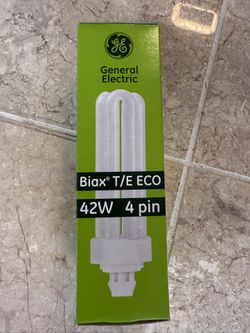 GE
General
Electric
Biax® T/E ECO
42W 4 pin